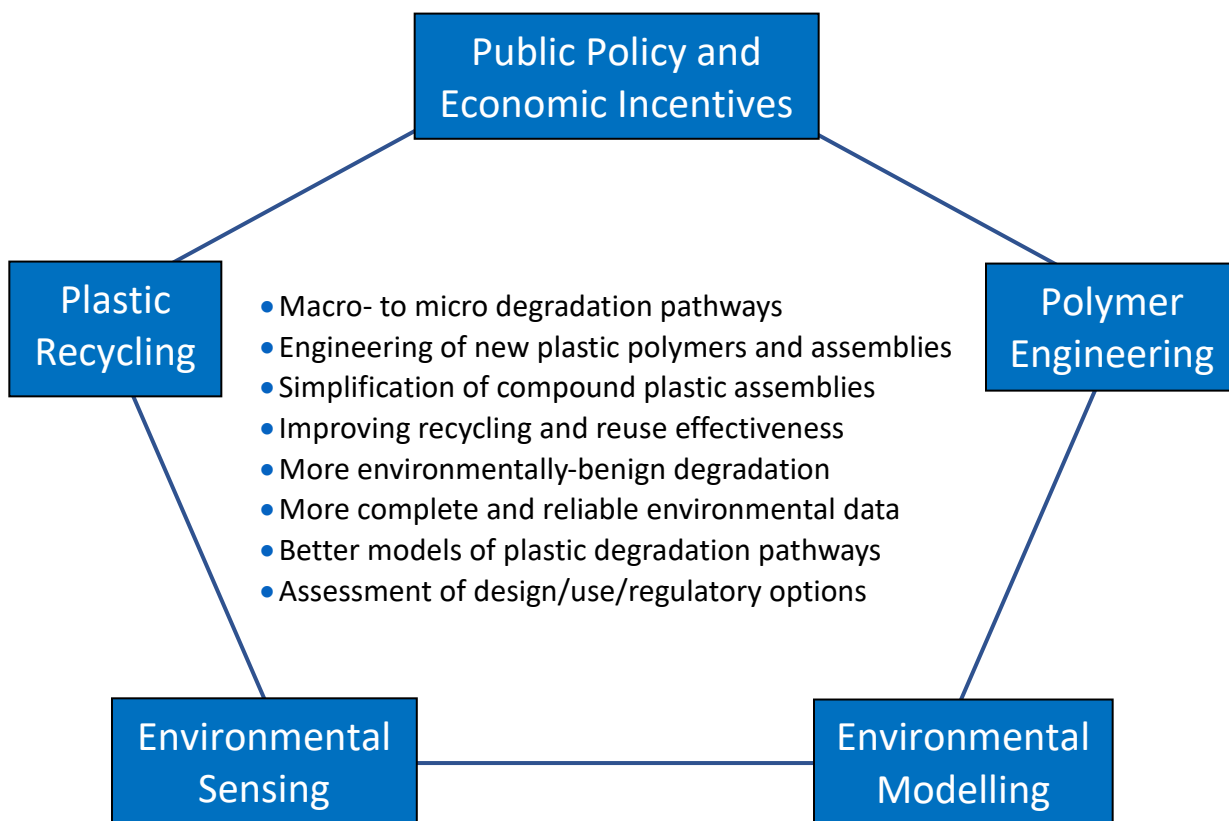 Public Policy and
Economic Incentives
Plastic
Recycling
Polymer
Engineering
• Macro- to micro degradation pathways
• Engineering of new plastic polymers and assemblies
• Simplification of compound plastic assemblies
• Improving recycling and reuse effectiveness
• More environmentally-benign degradation
• More complete and reliable environmental data
• Better models of plastic degradation pathways
• Assessment of design/use/regulatory options
Environmental
Sensing
Environmental
Modelling